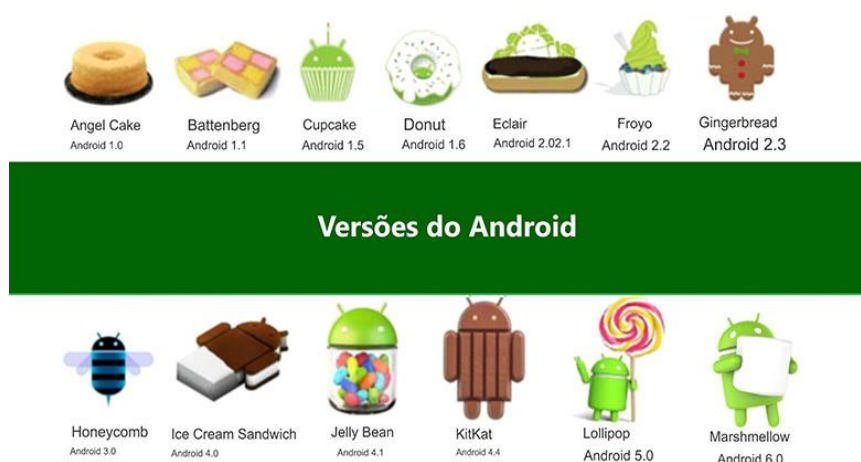 Angel Cake
Android 1.0
Battenberg
Android 1.1
Cupcake
Android 1.5
Donut
Android 1.6
Eclair
Android 2.02.1
Froyo
Android 2.2
Gingerbread
Android 2.3
Versões do Android
Honeycomb
Android 3.0
Ice Cream Sandwich
Android 4.0
Jelly Bean
Android 4.1
KitKat
Android 4.4
Lollipop
Android 5.0
Marshmellow
Android 6.0